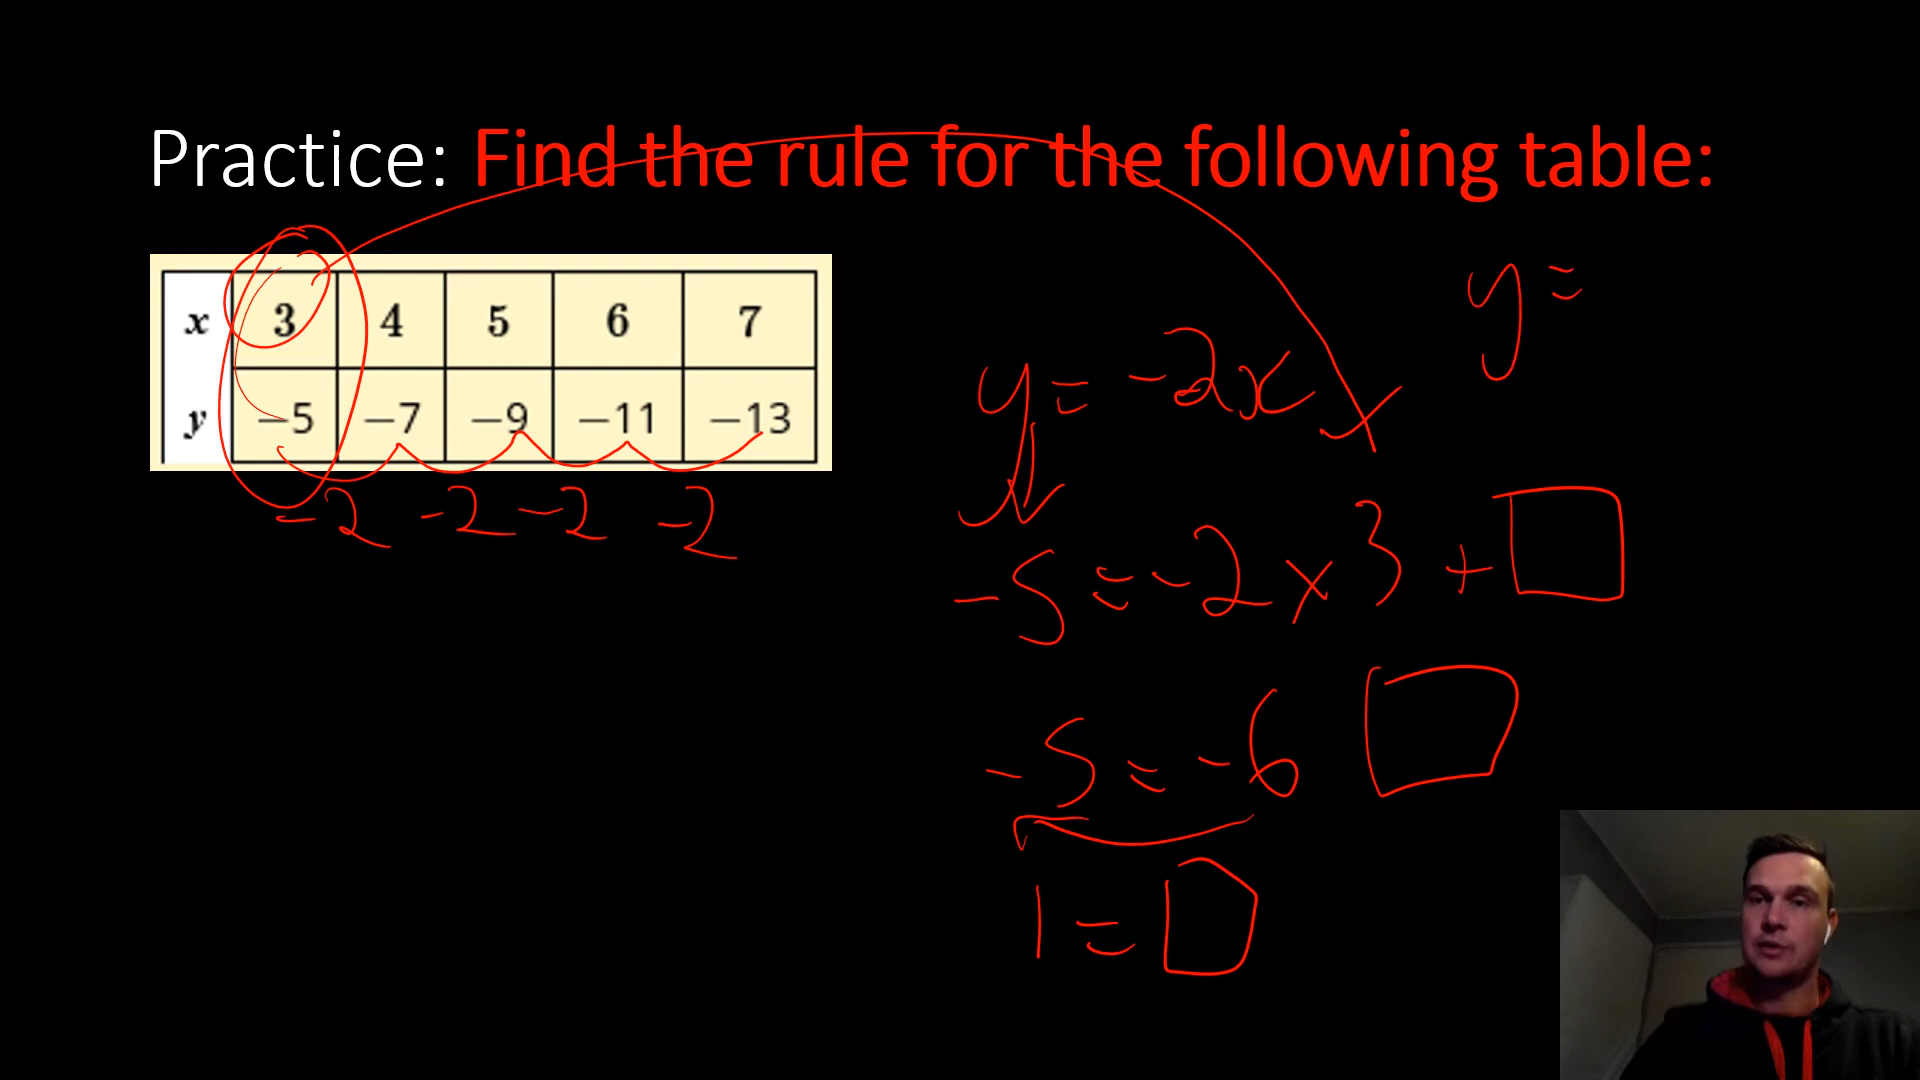 Practice: Find the rule for the following table:
x 3 4 5 6 7
y −5 −7 −9 −11 −13
-2 -2 -2 -2
y =
y = -2x
-5 = -2 x 3 + □
-5 = -6 □
1 = □